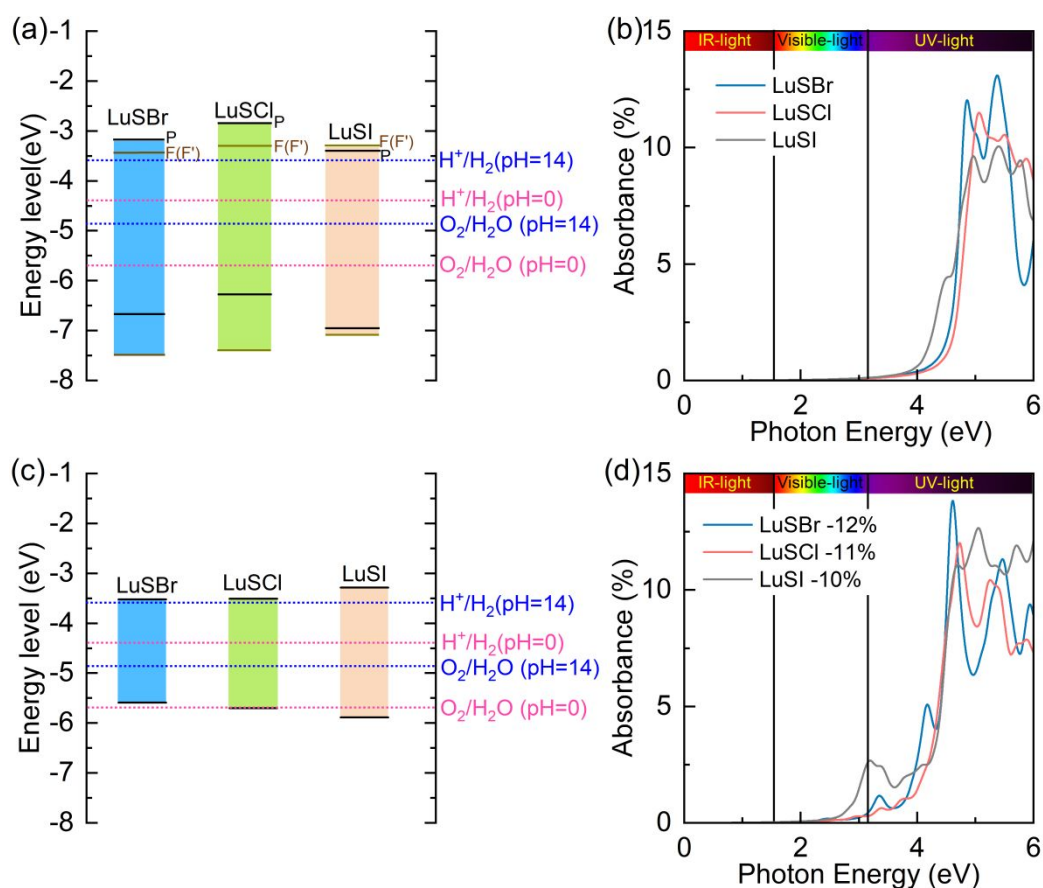 (a)
-1
-2
-3
-4
-5
-6
-7
-8
Energy level(eV)
LuSBr
P
F(F')
LuSCl
P
F(F')
LuSI
F(F')
P
H⁺/H₂(pH=14)
H⁺/H₂(pH=0)
O₂/H₂O (pH=14)
O₂/H₂O (pH=0)
(b)
15
10
5
0
Absorbance (%)
IR-light Visible-light UV-light
LuSBr
LuSCl
LuSI
0 2 4 6
Photon Energy (eV)
(c)
-1
-2
-3
-4
-5
-6
-7
-8
Energy level (eV)
LuSBr LuSCl LuSI
H⁺/H₂(pH=14)
H⁺/H₂(pH=0)
O₂/H₂O (pH=14)
O₂/H₂O (pH=0)
(d)
15
10
5
0
Absorbance (%)
IR-light Visible-light UV-light
LuSBr -12%
LuSCl -11%
LuSI -10%
0 2 4 6
Photon Energy (eV)